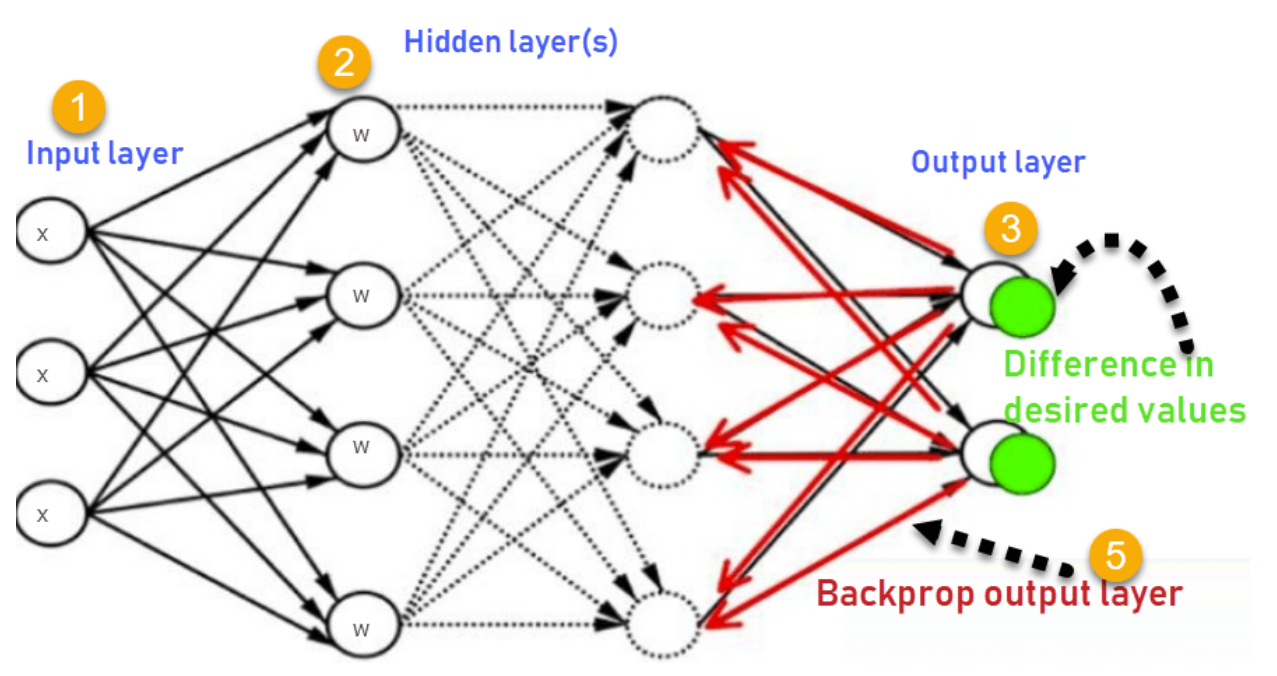 2
Hidden layer(s)
1
Input layer
w
Output layer
3
x
w
Difference in
desired values
x
w
x
5
Backprop output layer
w